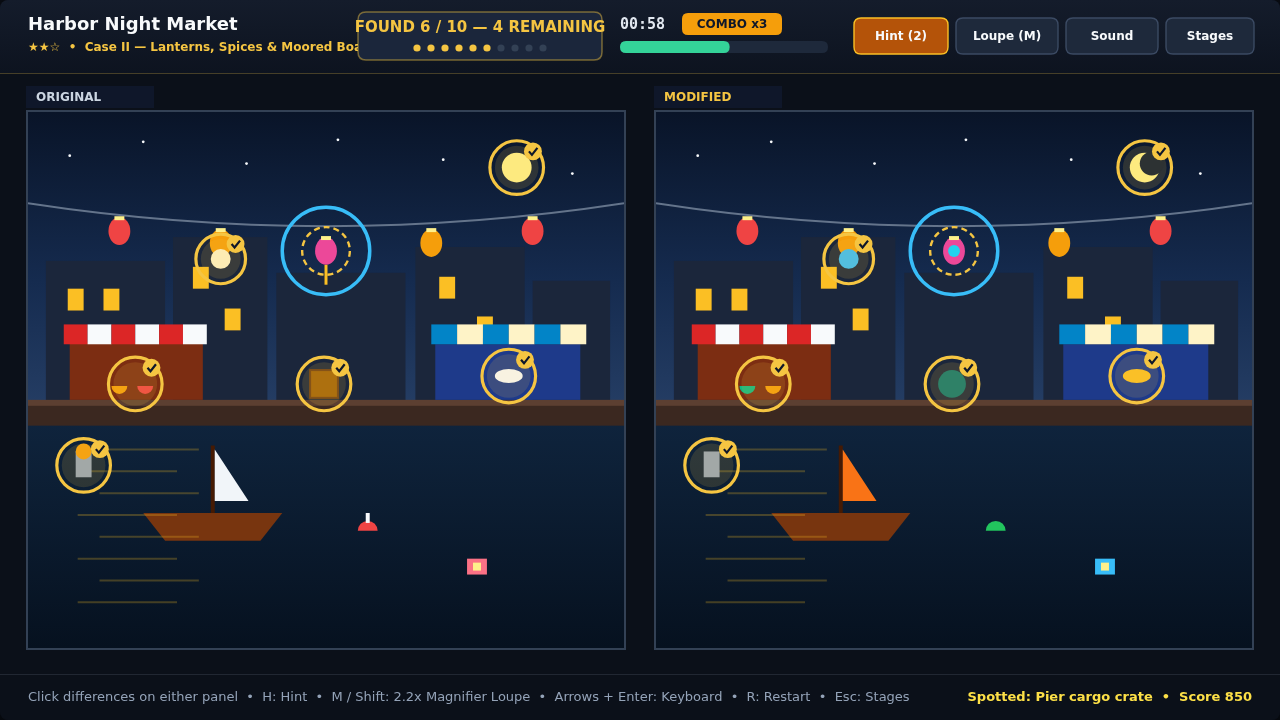 Harbor Night Market
★★☆ • Case II — Lanterns, Spices & Moored Boa
FOUND 6 / 10 — 4 REMAINING
00:58
COMBO x3
Hint (2)
Loupe (M)
Sound
Stages
ORIGINAL
MODIFIED
Click differences on either panel • H: Hint • M / Shift: 2.2x Magnifier Loupe • Arrows + Enter: Keyboard • R: Restart • Esc: Stages
Spotted: Pier cargo crate • Score 850